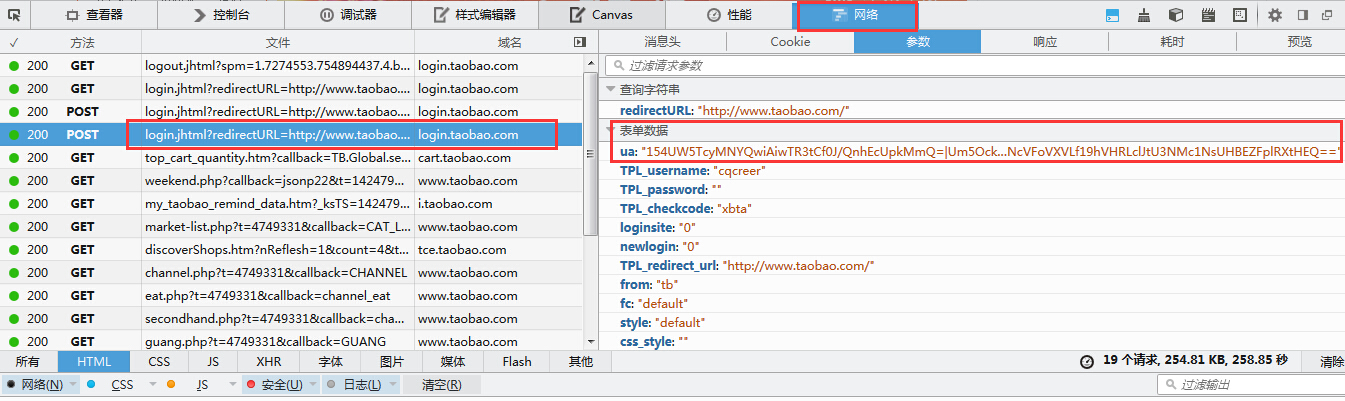 查看器 控制台 调试器 样式编辑器 Canvas 性能 网络
✓ 方法 文件 域名 消息头 Cookie 参数 响应 耗时 预览
过滤请求参数
200 GET logout.jhtml?spm=1.7274553.754894437.4.b... login.taobao.com
200 GET login.jhtml?redirectURL=http://www.taobao.... login.taobao.com
200 POST login.jhtml?redirectURL=http://www.taobao.... login.taobao.com
200 POST login.jhtml?redirectURL=http://www.taobao.... login.taobao.com
200 GET top_cart_quantity.htm?callback=TB.Global.se... cart.taobao.com
200 GET weekend.php?callback=jsonp22&t=142479... www.taobao.com
200 GET my_taobao_remind_data.htm?_ksTS=142479... i.taobao.com
200 GET market-list.php?t=4749331&callback=CAT_L... www.taobao.com
200 GET discoverShops.htm?nReflesh=1&count=4&t... tce.taobao.com
200 GET channel.php?t=4749331&callback=CHANNEL www.taobao.com
200 GET eat.php?t=4749331&callback=channel_eat www.taobao.com
200 GET secondhand.php?t=4749331&callback=cha... www.taobao.com
200 GET guang.php?t=4749331&callback=GUANG www.taobao.com
查询字符串
redirectURL: "http://www.taobao.com/"
表单数据
ua: "154UW5TcyMNYQwiAiwTR3tCf0J/QnhEcUpkMmQ=|Um5Ock...NcVFoVXVLf19hVHRLclJtU3NMc1NsUHBEZFplRXtHEQ=="
TPL_username: "cqcreer"
TPL_password: ""
TPL_checkcode: "xbta"
loginsite: "0"
newlogin: "0"
TPL_redirect_url: "http://www.taobao.com/"
from: "tb"
fc: "default"
style: "default"
css_style: ""
所有 HTML CSS JS XHR 字体 图片 媒体 Flash 其他 19 个请求, 254.81 KB, 258.85 秒 清除
网络(N) CSS JS 安全(U) 日志(L) 清空(R) 过滤输出